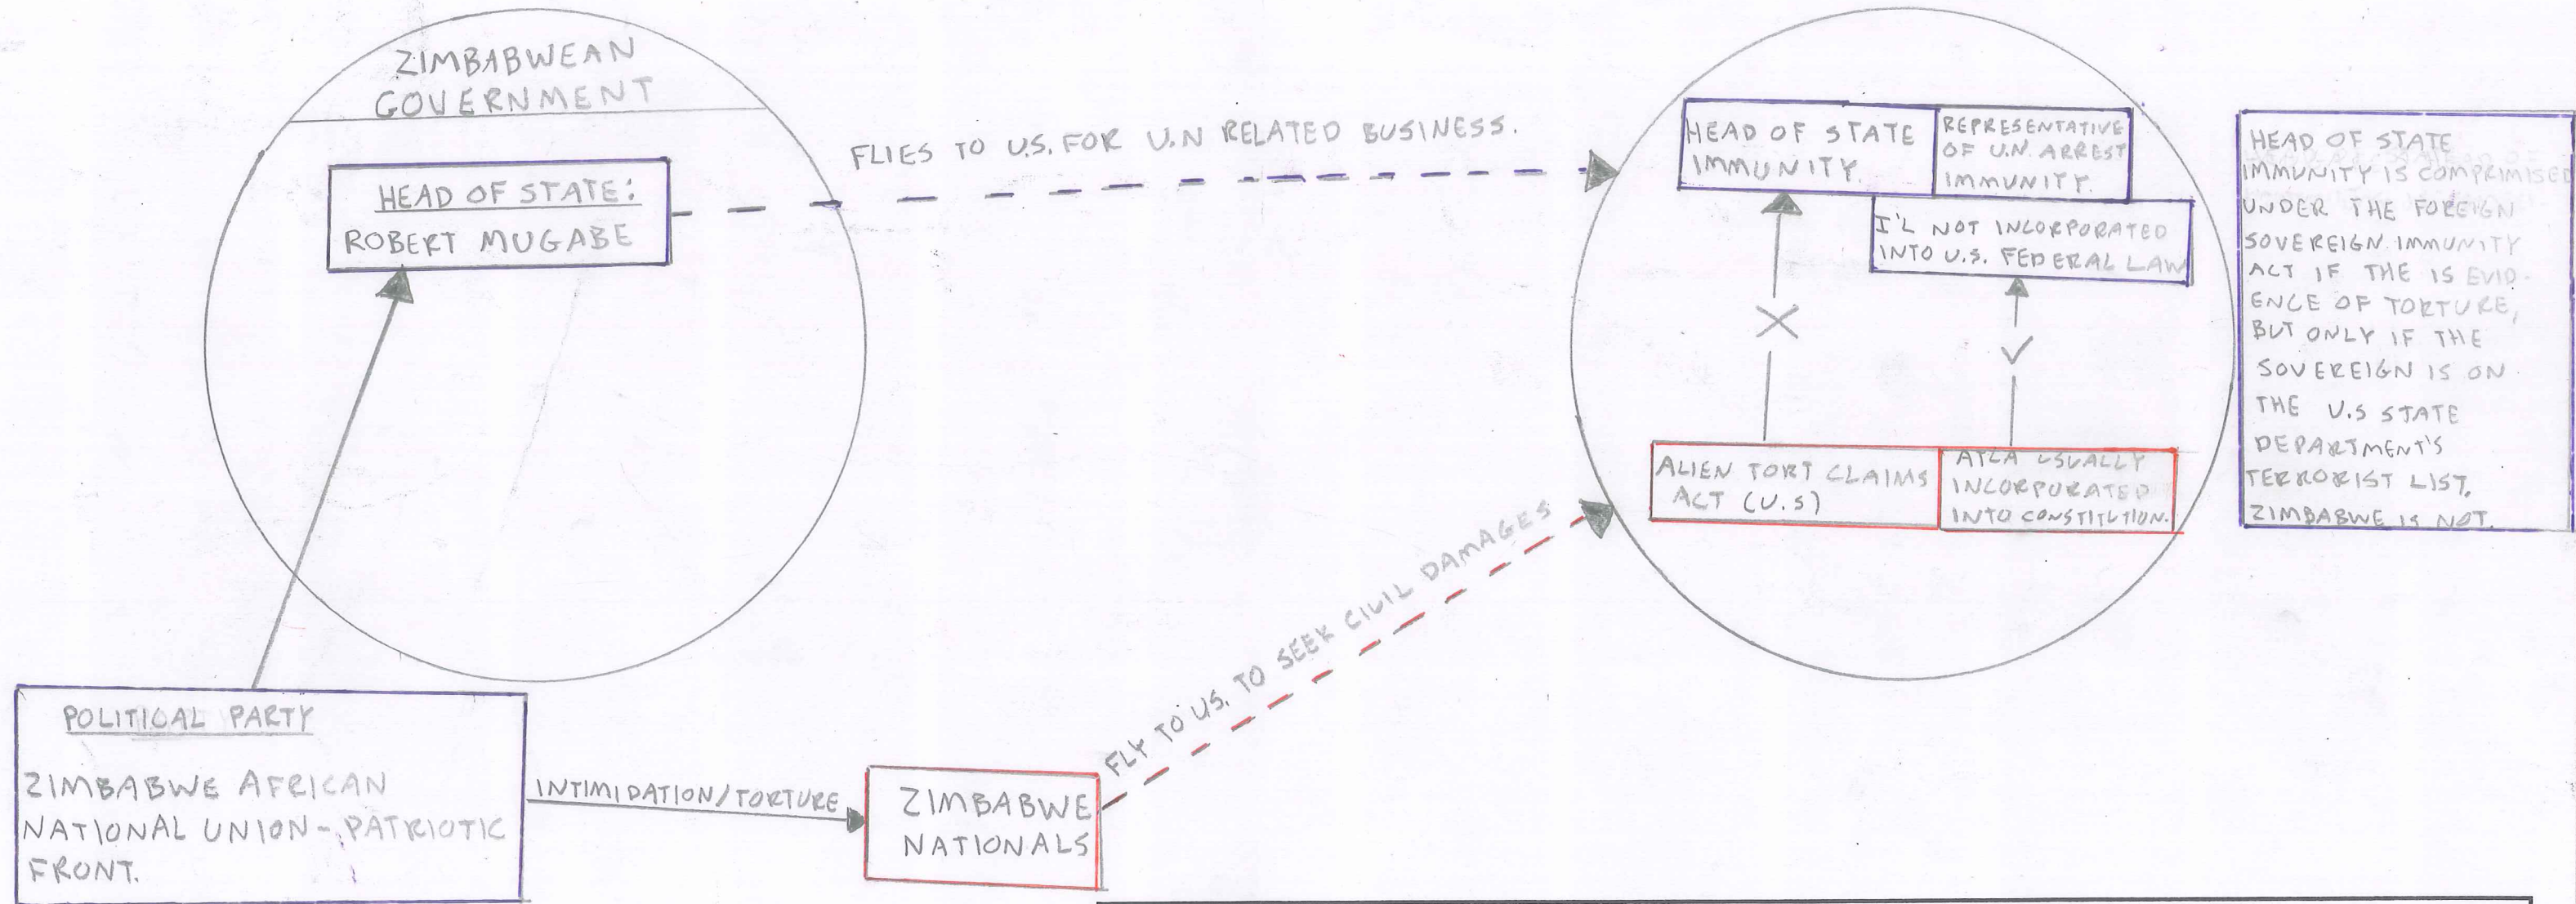 ZIMBABWEAN
GOVERNMENT
HEAD OF STATE:
ROBERT MUGABE
FLIES TO U.S. FOR U.N RELATED BUSINESS.
HEAD OF STATE
IMMUNITY.
REPRESENTATIVE
OF U.N. ARREST
IMMUNITY.
I'L NOT INCORPORATED
INTO U.S. FEDERAL LAW
ALIEN TORT CLAIMS
ACT (U.S)
ATCA USUALLY
INCORPORATED
INTO CONSTITUTION.
HEAD OF STATE
IMMUNITY IS COMPRIMISED
UNDER THE FOREIGN
SOVEREIGN IMMUNITY
ACT IF THE IS EVID-
ENCE OF TORTURE,
BUT ONLY IF THE
SOVEREIGN IS ON
THE U.S STATE
DEPARTMENT'S
TERRORIST LIST.
ZIMBABWE IS NOT.
POLITICAL PARTY
ZIMBABWE AFRICAN
NATIONAL UNION-PATRIOTIC
FRONT.
INTIMIDATION/TORTURE
ZIMBABWE
NATIONALS
FLY TO US. TO SEEK CIVIL DAMAGES